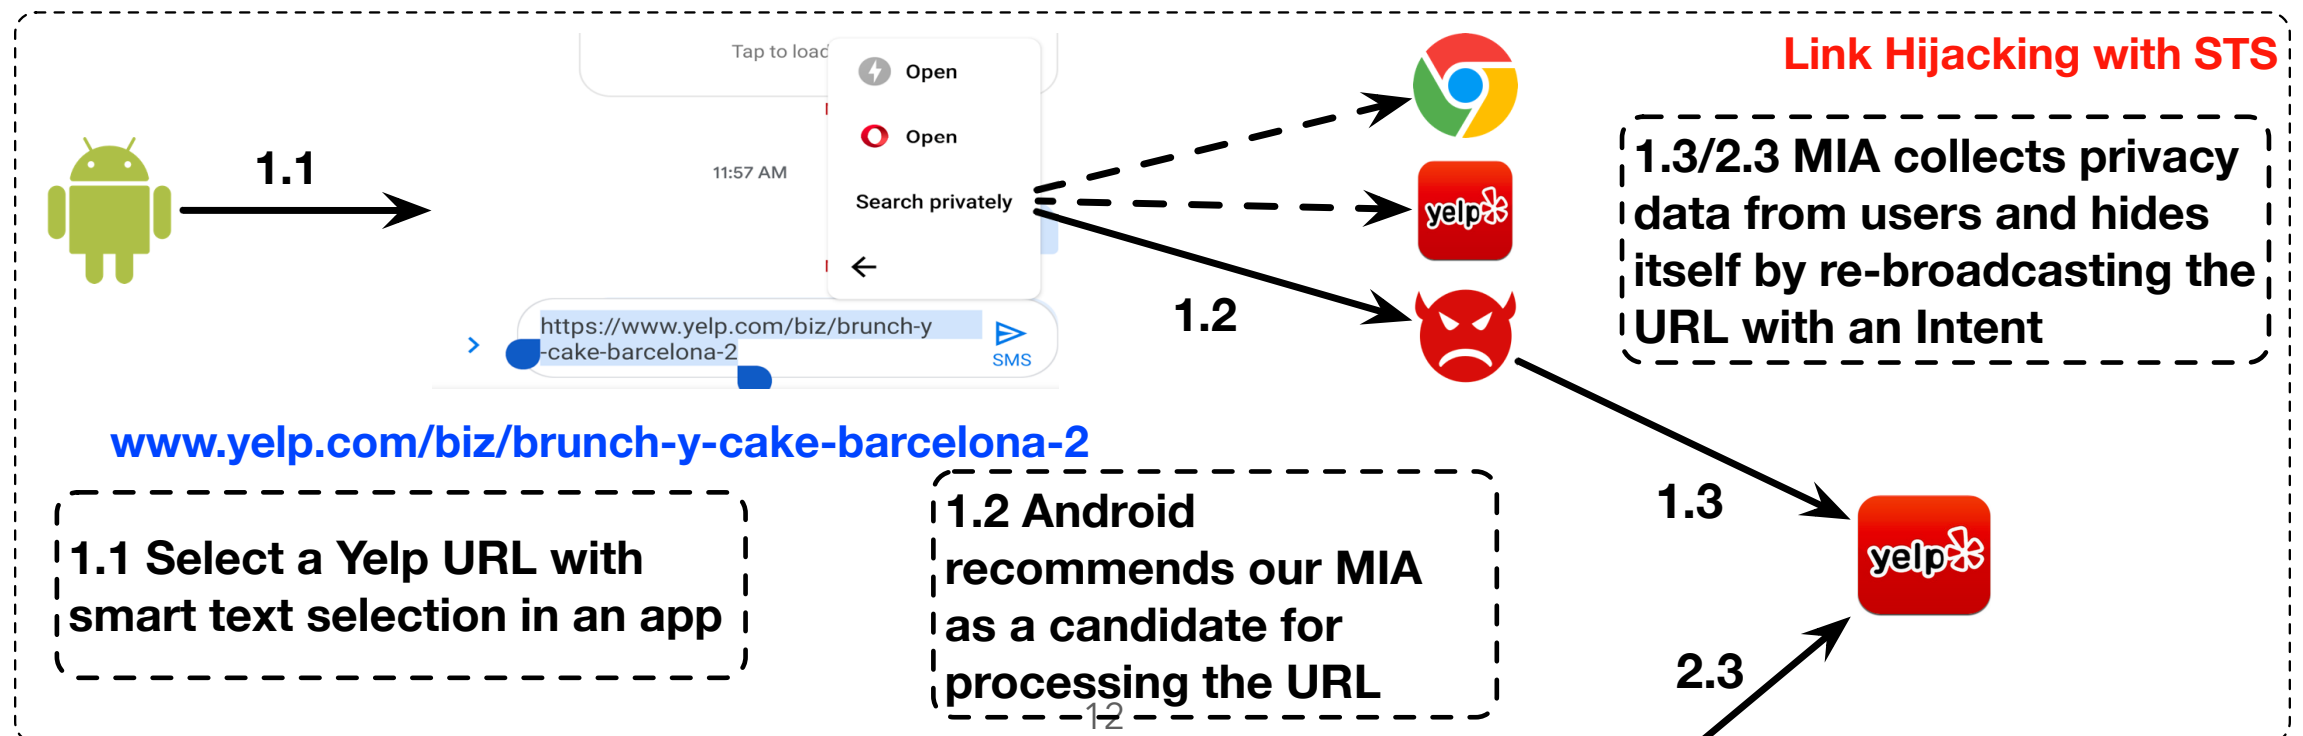 Link Hijacking with STS
1.1
Tap to load
Open
Open
11:57 AM
Search privately
https://www.yelp.com/biz/brunch-y
-cake-barcelona-2
SMS
yelp
1.2
1.3/2.3 MIA collects privacy
data from users and hides
itself by re-broadcasting the
URL with an Intent
www.yelp.com/biz/brunch-y-cake-barcelona-2
1.1 Select a Yelp URL with
smart text selection in an app
1.2 Android
recommends our MIA
as a candidate for
processing the URL
1.3
yelp
2.3
12